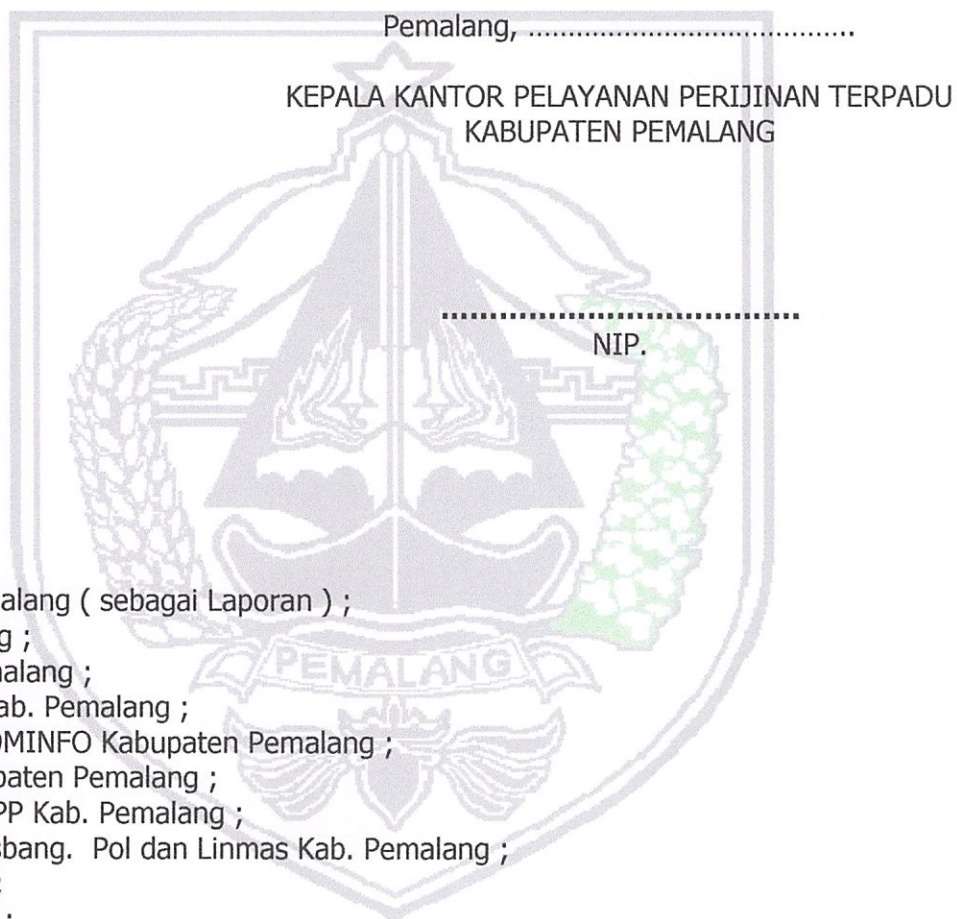 Pemalang, .........................................
KEPALA KANTOR PELAYANAN PERIJINAN TERPADU
KABUPATEN PEMALANG
.......................................
NIP.
alang ( sebagai Laporan ) ;
g ;
alang ;
ab. Pemalang ;
OMINFO Kabupaten Pemalang ;
paten Pemalang ;
PP Kab. Pemalang ;
sbang. Pol dan Linmas Kab. Pemalang ;
;
.
PEMALANG